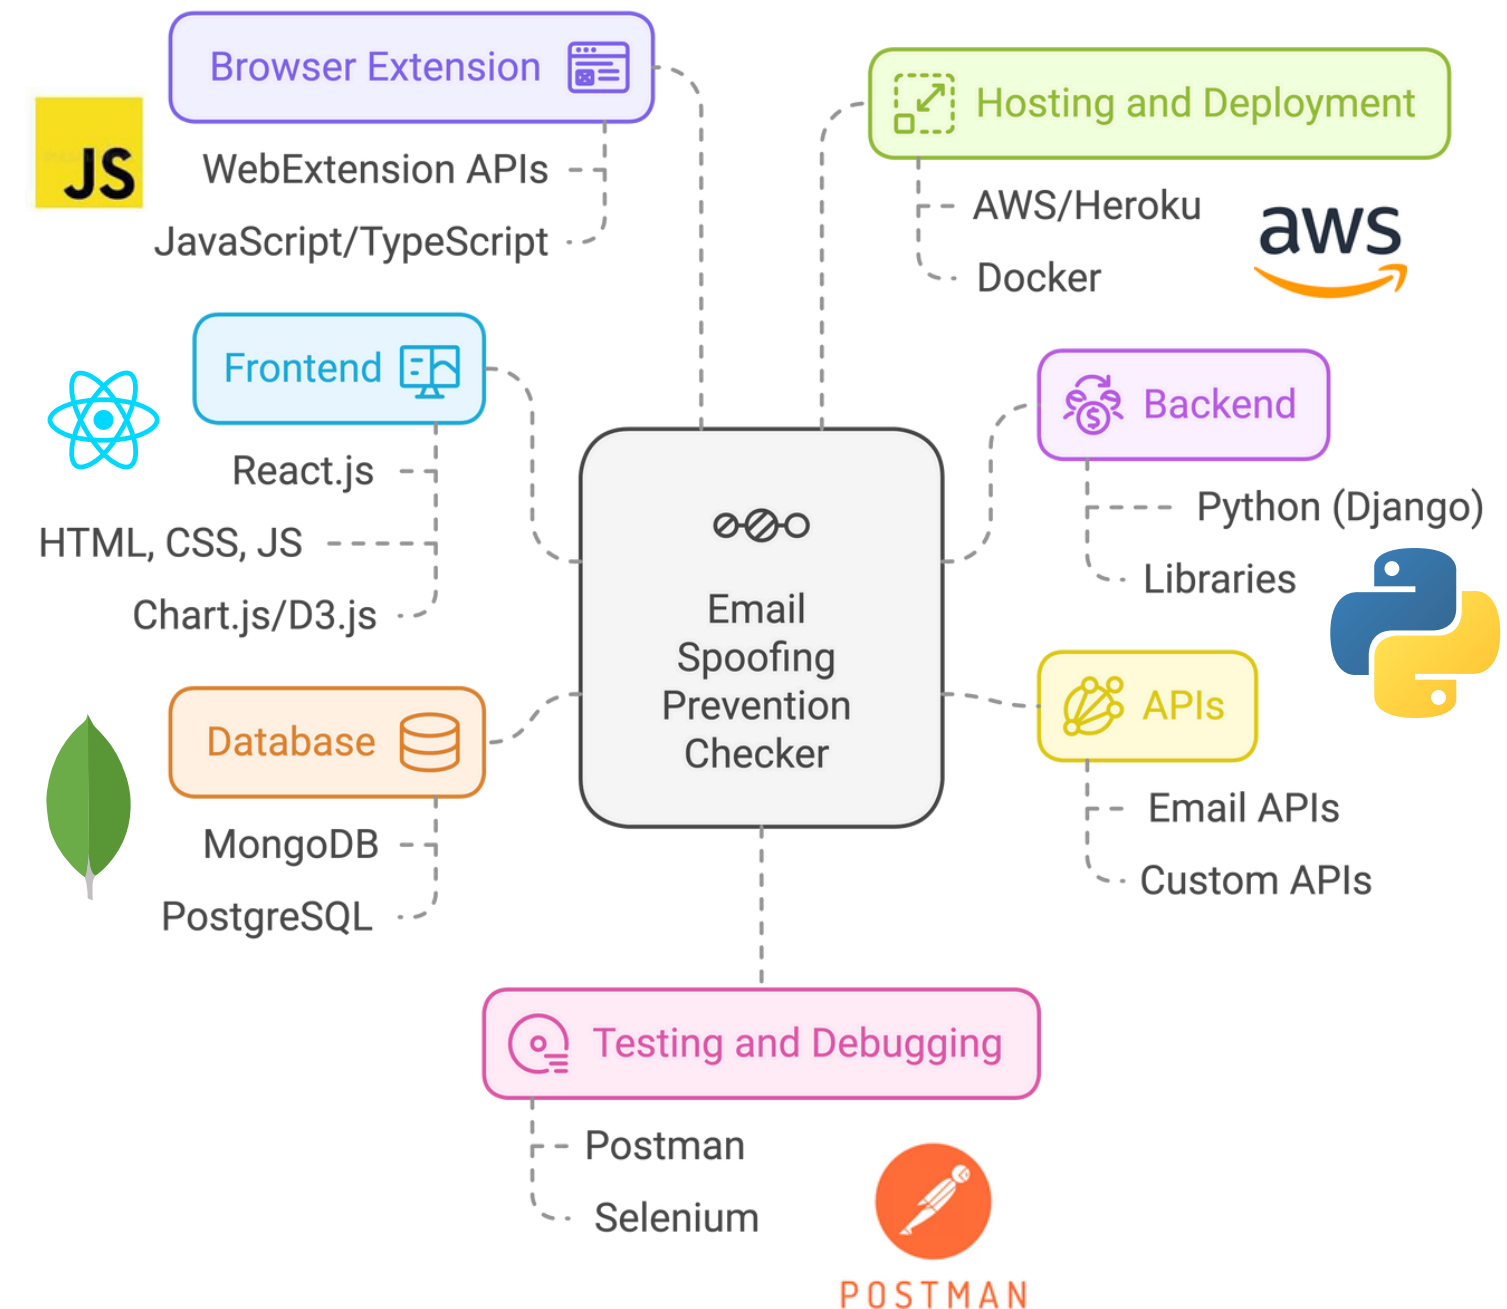 Browser Extension
WebExtension APIs
JavaScript/TypeScript
JS
Hosting and Deployment
AWS/Heroku
Docker
aws
Frontend
React.js
HTML, CSS, JS
Chart.js/D3.js
Backend
Python (Django)
Libraries
Email
Spoofing
Prevention
Checker
Database
MongoDB
PostgreSQL
APIs
Email APIs
Custom APIs
Testing and Debugging
Postman
Selenium
POSTMAN